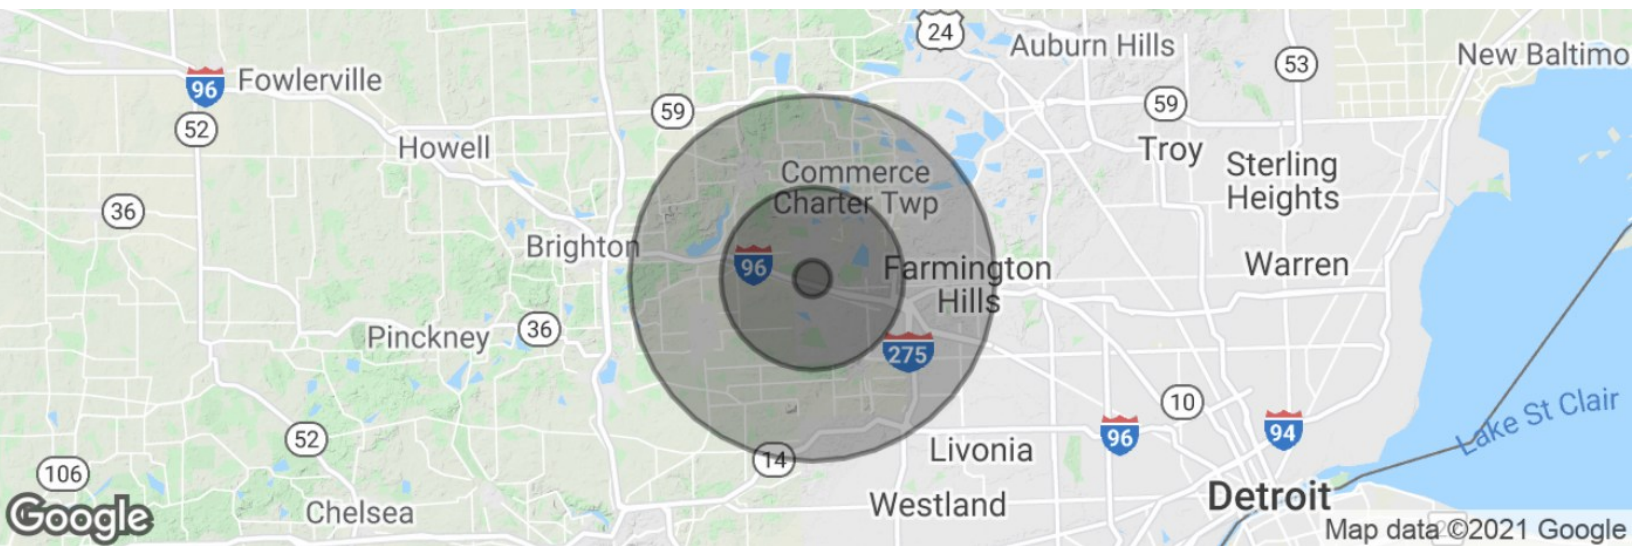 24
Auburn Hills
New Baltimo
53
96
Fowlerville
59
59
52
Howell
Troy
Sterling
Heights
Commerce
Charter Twp
36
Brighton
96
Farmington
Hills
Warren
36
Pinckney
275
10
Lake St Clair
52
96
94
Livonia
14
106
Detroit
Westland
Chelsea
Google
Map data ©2021 Google